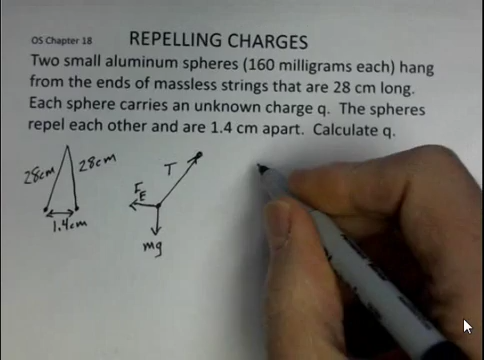 OS Chapter 18 REPELLING CHARGES
Two small aluminum spheres (160 milligrams each) hang
from the ends of massless strings that are 28 cm long.
Each sphere carries an unknown charge q. The spheres
repel each other and are 1.4 cm apart. Calculate q.
28cm 28cm T
FE
1.4cm
mg